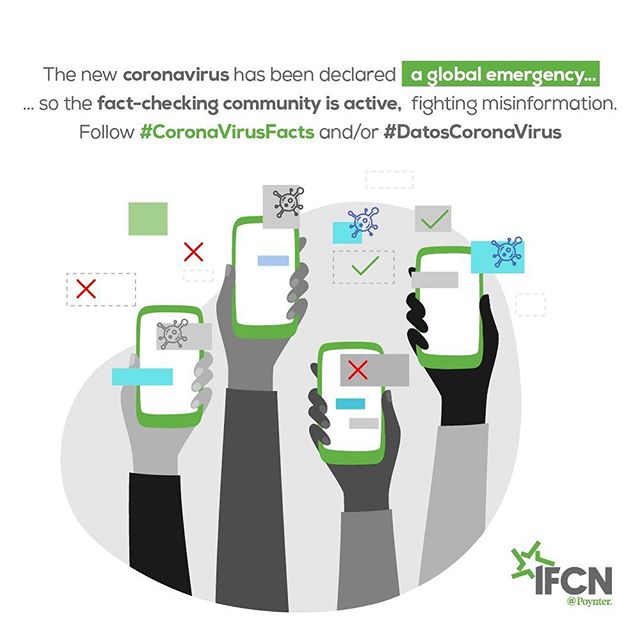 The new coronavirus has been declared a global emergency...
... so the fact-checking community is active, fighting misinformation.
Follow #CoronaVirusFacts and/or #DatosCoronaVirus
IFCN
@Poynter.